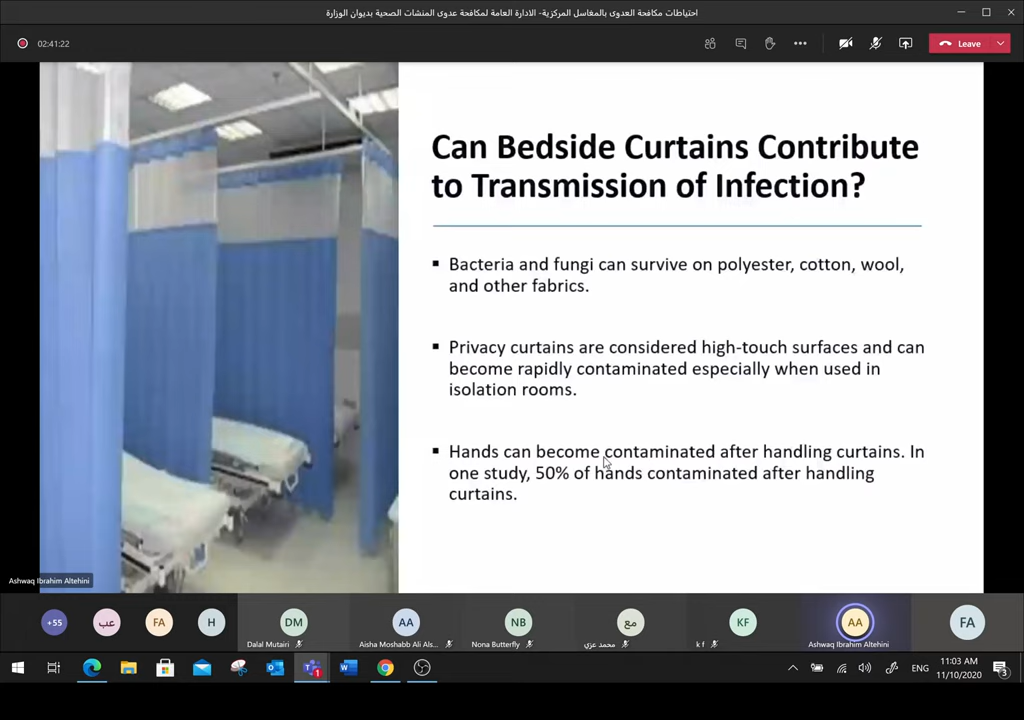 احتياطات مكافحة العدوى بالمغاسل المركزية- الادارة العامة لمكافحة عدوى المنشات الصحية بديوان الوزارة
02:41:22
Leave
Can Bedside Curtains Contribute
to Transmission of Infection?
▪ Bacteria and fungi can survive on polyester, cotton, wool,
and other fabrics.
▪ Privacy curtains are considered high-touch surfaces and can
become rapidly contaminated especially when used in
isolation rooms.
▪ Hands can become contaminated after handling curtains. In
one study, 50% of hands contaminated after handling
curtains.
Ashwaq Ibrahim Altehini
+55
عب
FA
H
DM
AA
NB
مع
KF
AA
FA
Dalal Mutairi
Aisha Moshabb Ali Als...
Nona Butterfly
محمد عزي
k f
Ashwaq Ibrahim Altehini
1
ENG
11:03 AM
11/10/2020
3